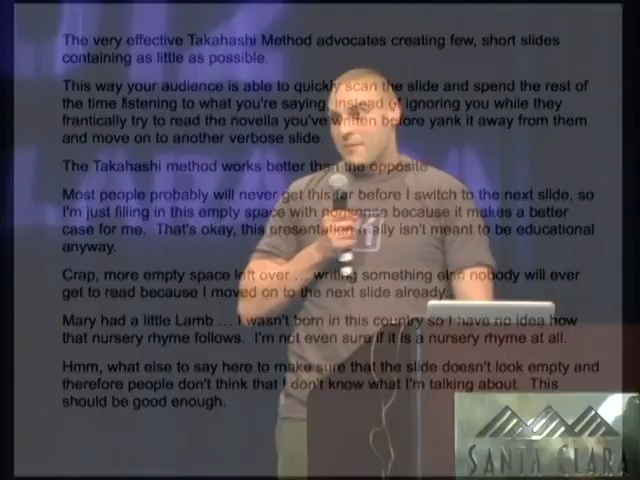 The very effective Takahashi Method advocates creating few, short slides
containing as little as possible.
This way your audience is able to quickly scan the slide and spend the rest of
the time listening to what you're saying, instead of ignoring you while they
frantically try to read the novella you've written before yank it away from them
and move on to another verbose slide.
The Takahashi method works better than the opposite
Most people probably will never get this far before I switch to the next slide, so
I'm just filling in this empty space with nonsense because it makes a better
case for me. That's okay, this presentation really isn't meant to be educational
anyway.
Crap, more empty space left over ... writing something else nobody will ever
get to read because I moved on to the next slide already.
Mary had a little Lamb ... I wasn't born in this country so I have no idea how
that nursery rhyme follows. I'm not even sure if it is a nursery rhyme at all.
Hmm, what else to say here to make sure that the slide doesn't look empty and
therefore people don't think that I don't know what I'm talking about. This
should be good enough.
SANTA CLARA